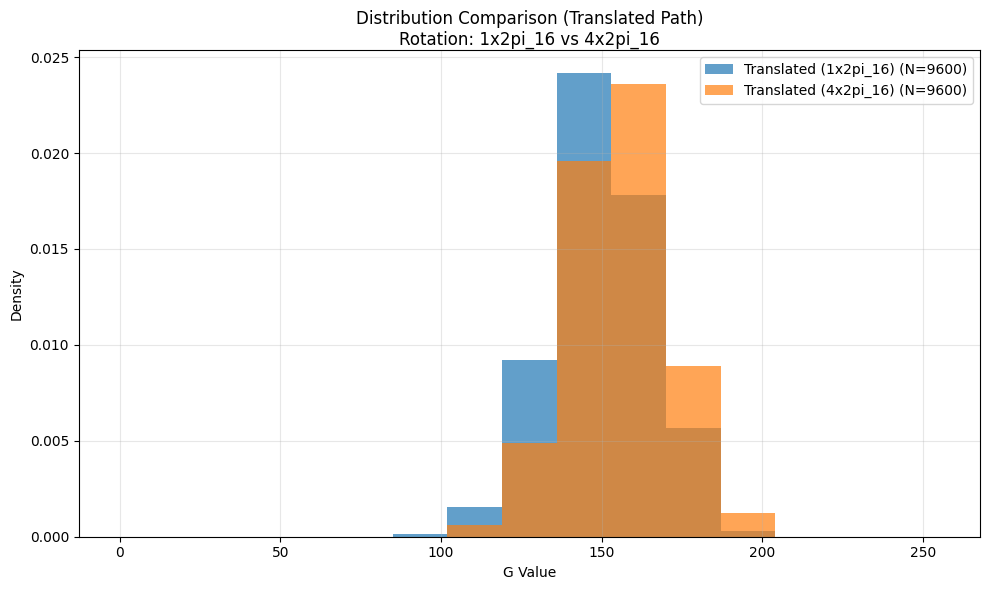 Distribution Comparison (Translated Path)
Rotation: 1x2pi_16 vs 4x2pi_16
Translated (1x2pi_16) (N=9600)
Translated (4x2pi_16) (N=9600)
Density
0.025
0.020
0.015
0.010
0.005
0.000
0 50 100 150 200 250
G Value